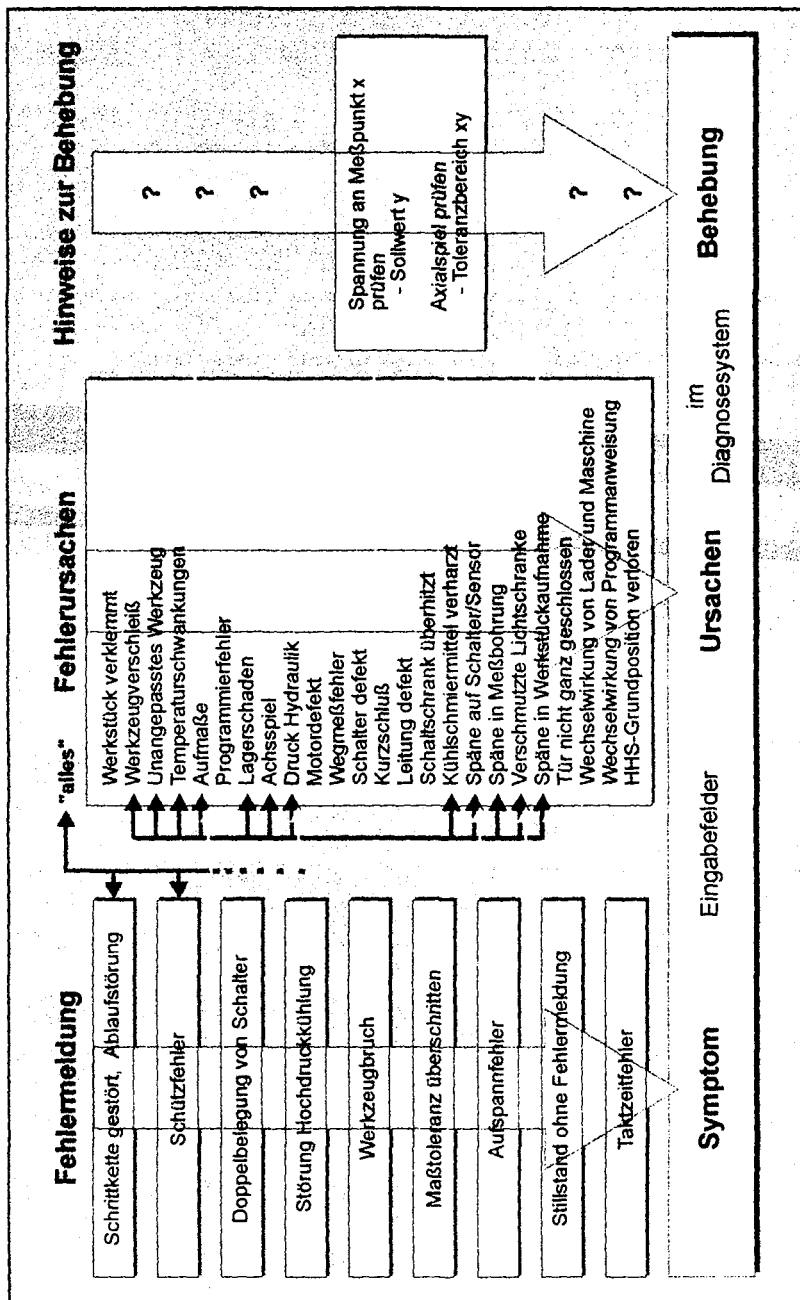 Fehlermeldung
Schrittkette gestört, Ablaufstörung
Schützfehler
Doppelbelegung von Schalter
Störung Hochdruckkühlung
Werkzeugbruch
Maßtoleranz überschnitten
Aufspannfehler
Stillstand ohne Fehlermeldung
Taktzeitfehler
"alles"
Fehlerursachen
Werkstück verklemmt
Werkzeugverschleiß
Unangepasstes Werkzeug
Temperaturschwankungen
Aufmaße
Programmierfehler
Lagerschaden
Achsspiel
Druck Hydraulik
Motordefekt
Wegmeßfehler
Schalter defekt
Kurzschluß
Leitung defekt
Schaltschrank überhitzt
Kühlschmiermittel verharzt
Späne auf Schalter/Sensor
Späne in Meßbohrung
Verschmutzte Lichtschranke
Späne in Werkstückaufnahme
Tür nicht ganz geschlossen
Wechselwirkung von Lader und Maschine
Wechselwirkung von Programmanweisung
HHS-Grundposition verloren
Hinweise zur Behebung
?
?
?
Spannung an Meßpunkt x
prüfen
- Sollwert y
Axialspiel prüfen
- Toleranzbereich xy
?
?
Symptom
Eingabefelder
Ursachen
im
Diagnosesystem
Behebung